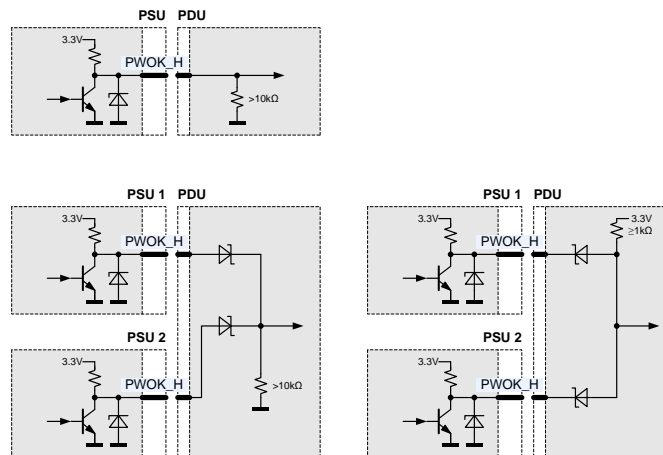 PSU PDU
3.3V
PWOK_H
>10kΩ
PSU 1 PDU
3.3V
PWOK_H
PSU 2
3.3V
PWOK_H
>10kΩ
PSU 1 PDU
3.3V
PWOK_H
3.3V
≥1kΩ
PSU 2
3.3V
PWOK_H